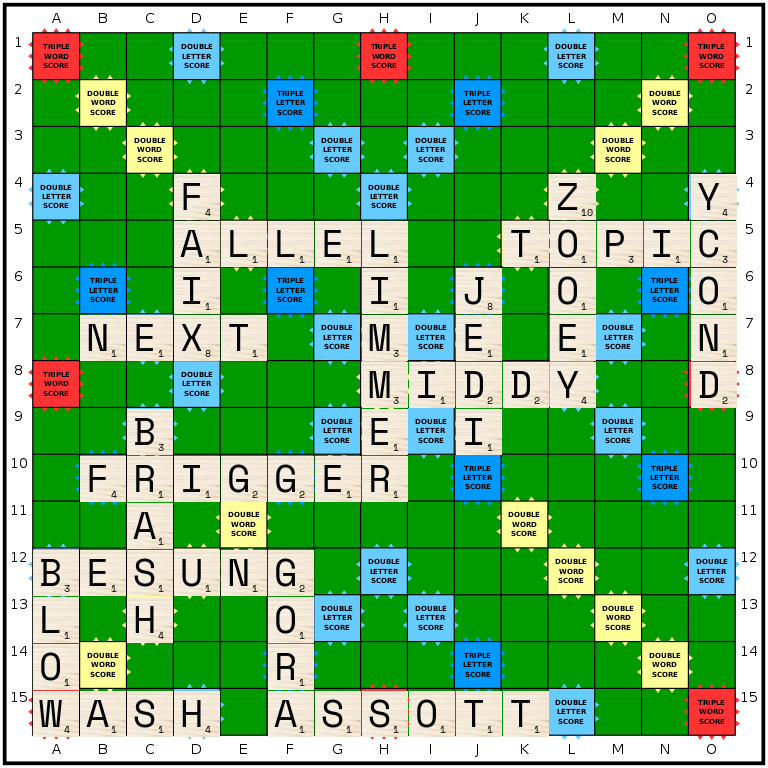 A B C D E F G H I J K L M N O
1 TRIPLE WORD SCORE DOUBLE LETTER SCORE TRIPLE WORD SCORE DOUBLE LETTER SCORE TRIPLE WORD SCORE 1
2 DOUBLE WORD SCORE TRIPLE LETTER SCORE TRIPLE LETTER SCORE DOUBLE WORD SCORE 2
3 DOUBLE WORD SCORE DOUBLE LETTER SCORE DOUBLE LETTER SCORE DOUBLE WORD SCORE 3
4 DOUBLE LETTER SCORE F4 DOUBLE LETTER SCORE Z10 Y4 4
5 A1 L1 L1 E1 L1 T1 O1 P3 I1 C3 5
6 TRIPLE LETTER SCORE I1 TRIPLE LETTER SCORE I1 J8 O1 TRIPLE LETTER SCORE O1 6
7 N1 E1 X8 T1 DOUBLE LETTER SCORE M3 DOUBLE LETTER SCORE E1 E1 DOUBLE LETTER SCORE N1 7
8 TRIPLE WORD SCORE DOUBLE LETTER SCORE M3 I1 D2 D2 Y4 D2 8
9 B3 DOUBLE LETTER SCORE E1 DOUBLE LETTER SCORE I1 DOUBLE LETTER SCORE 9
10 F4 R1 I1 G2 G2 E1 R1 TRIPLE LETTER SCORE TRIPLE LETTER SCORE 10
11 A1 DOUBLE WORD SCORE DOUBLE WORD SCORE 11
12 B3 E1 S1 U1 N1 G2 DOUBLE LETTER SCORE DOUBLE WORD SCORE DOUBLE LETTER SCORE 12
13 L1 H4 O1 DOUBLE LETTER SCORE DOUBLE LETTER SCORE DOUBLE WORD SCORE 13
14 O1 DOUBLE WORD SCORE R1 TRIPLE LETTER SCORE DOUBLE WORD SCORE 14
15 W4 A1 S1 H4 A1 S1 S1 O1 T1 T1 DOUBLE LETTER SCORE TRIPLE WORD SCORE 15
A B C D E F G H I J K L M N O